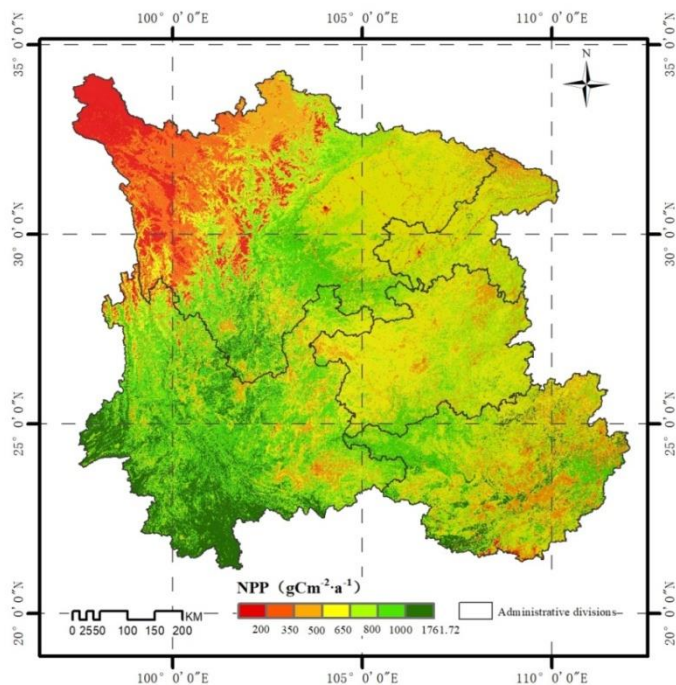 100° 0′0″E 105° 0′0″E 110° 0′0″E
N
35° 0′0″N 35° 0′0″N
30° 0′0″N 30° 0′0″N
25° 0′0″N 25° 0′0″N
20° 0′0″N 20° 0′0″N
NPP（gCm⁻²·a⁻¹）
200 350 500 650 800 1000 1761.72
Administrative divisions
KM
0 2550 100 150 200
100° 0′0″E 105° 0′0″E 110° 0′0″E